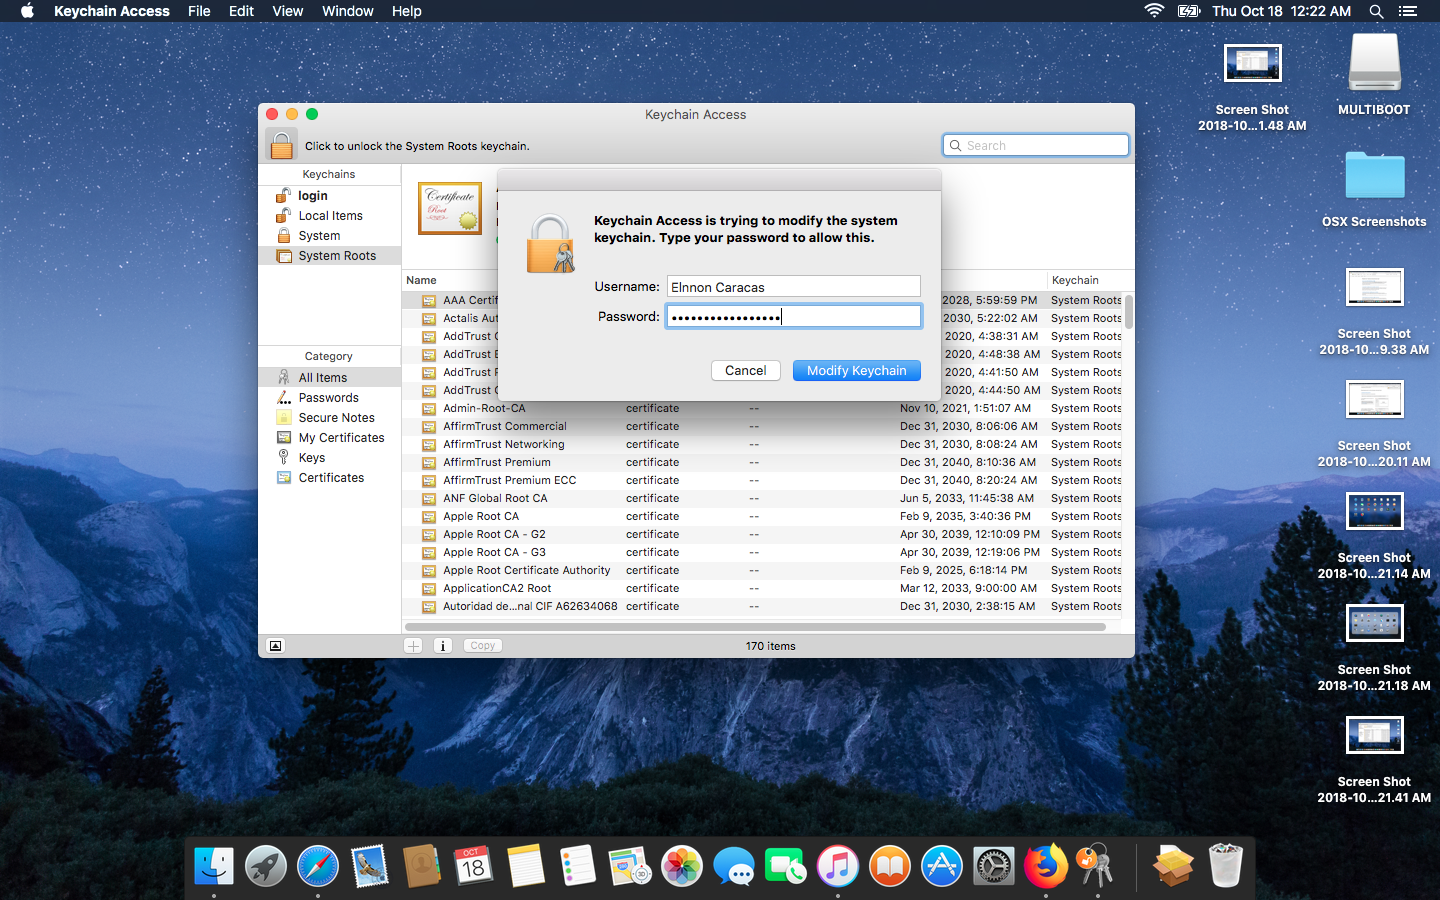 Keychain Access File Edit View Window Help
Thu Oct 18 12:22 AM
Keychain Access
Click to unlock the System Roots keychain.
Search
Keychains
login
Local Items
System
System Roots
Category
All Items
Passwords
Secure Notes
My Certificates
Keys
Certificates
Certificate
Root
Keychain Access is trying to modify the system
keychain. Type your password to allow this.
Username: Elnnon Caracas
Password: •••••••••••••••••
Cancel Modify Keychain
Name Keychain
AAA Certif 2028, 5:59:59 PM System Roots
Actalis Aut 2030, 5:22:02 AM System Roots
AddTrust C 2020, 4:38:31 AM System Roots
AddTrust E 2020, 4:48:38 AM System Roots
AddTrust P 2020, 4:41:50 AM System Roots
AddTrust Q 2020, 4:44:50 AM System Roots
Admin-Root-CA certificate -- Nov 10, 2021, 1:51:07 AM System Roots
AffirmTrust Commercial certificate -- Dec 31, 2030, 8:06:06 AM System Roots
AffirmTrust Networking certificate -- Dec 31, 2030, 8:08:24 AM System Roots
AffirmTrust Premium certificate -- Dec 31, 2040, 8:10:36 AM System Roots
AffirmTrust Premium ECC certificate -- Dec 31, 2040, 8:20:24 AM System Roots
ANF Global Root CA certificate -- Jun 5, 2033, 11:45:38 AM System Roots
Apple Root CA certificate -- Feb 9, 2035, 3:40:36 PM System Roots
Apple Root CA - G2 certificate -- Apr 30, 2039, 12:10:09 PM System Roots
Apple Root CA - G3 certificate -- Apr 30, 2039, 12:19:06 PM System Roots
Apple Root Certificate Authority certificate -- Feb 9, 2025, 6:18:14 PM System Roots
ApplicationCA2 Root certificate -- Mar 12, 2033, 9:00:00 AM System Roots
Autoridad de...nal CIF A62634068 certificate -- Dec 31, 2030, 2:38:15 AM System Roots
Copy
170 items
Screen Shot
2018-10...1.48 AM
MULTIBOOT
OSX Screenshots
Screen Shot
2018-10...9.38 AM
Screen Shot
2018-10...20.11 AM
Screen Shot
2018-10...21.14 AM
Screen Shot
2018-10...21.18 AM
Screen Shot
2018-10...21.41 AM
OCT
18